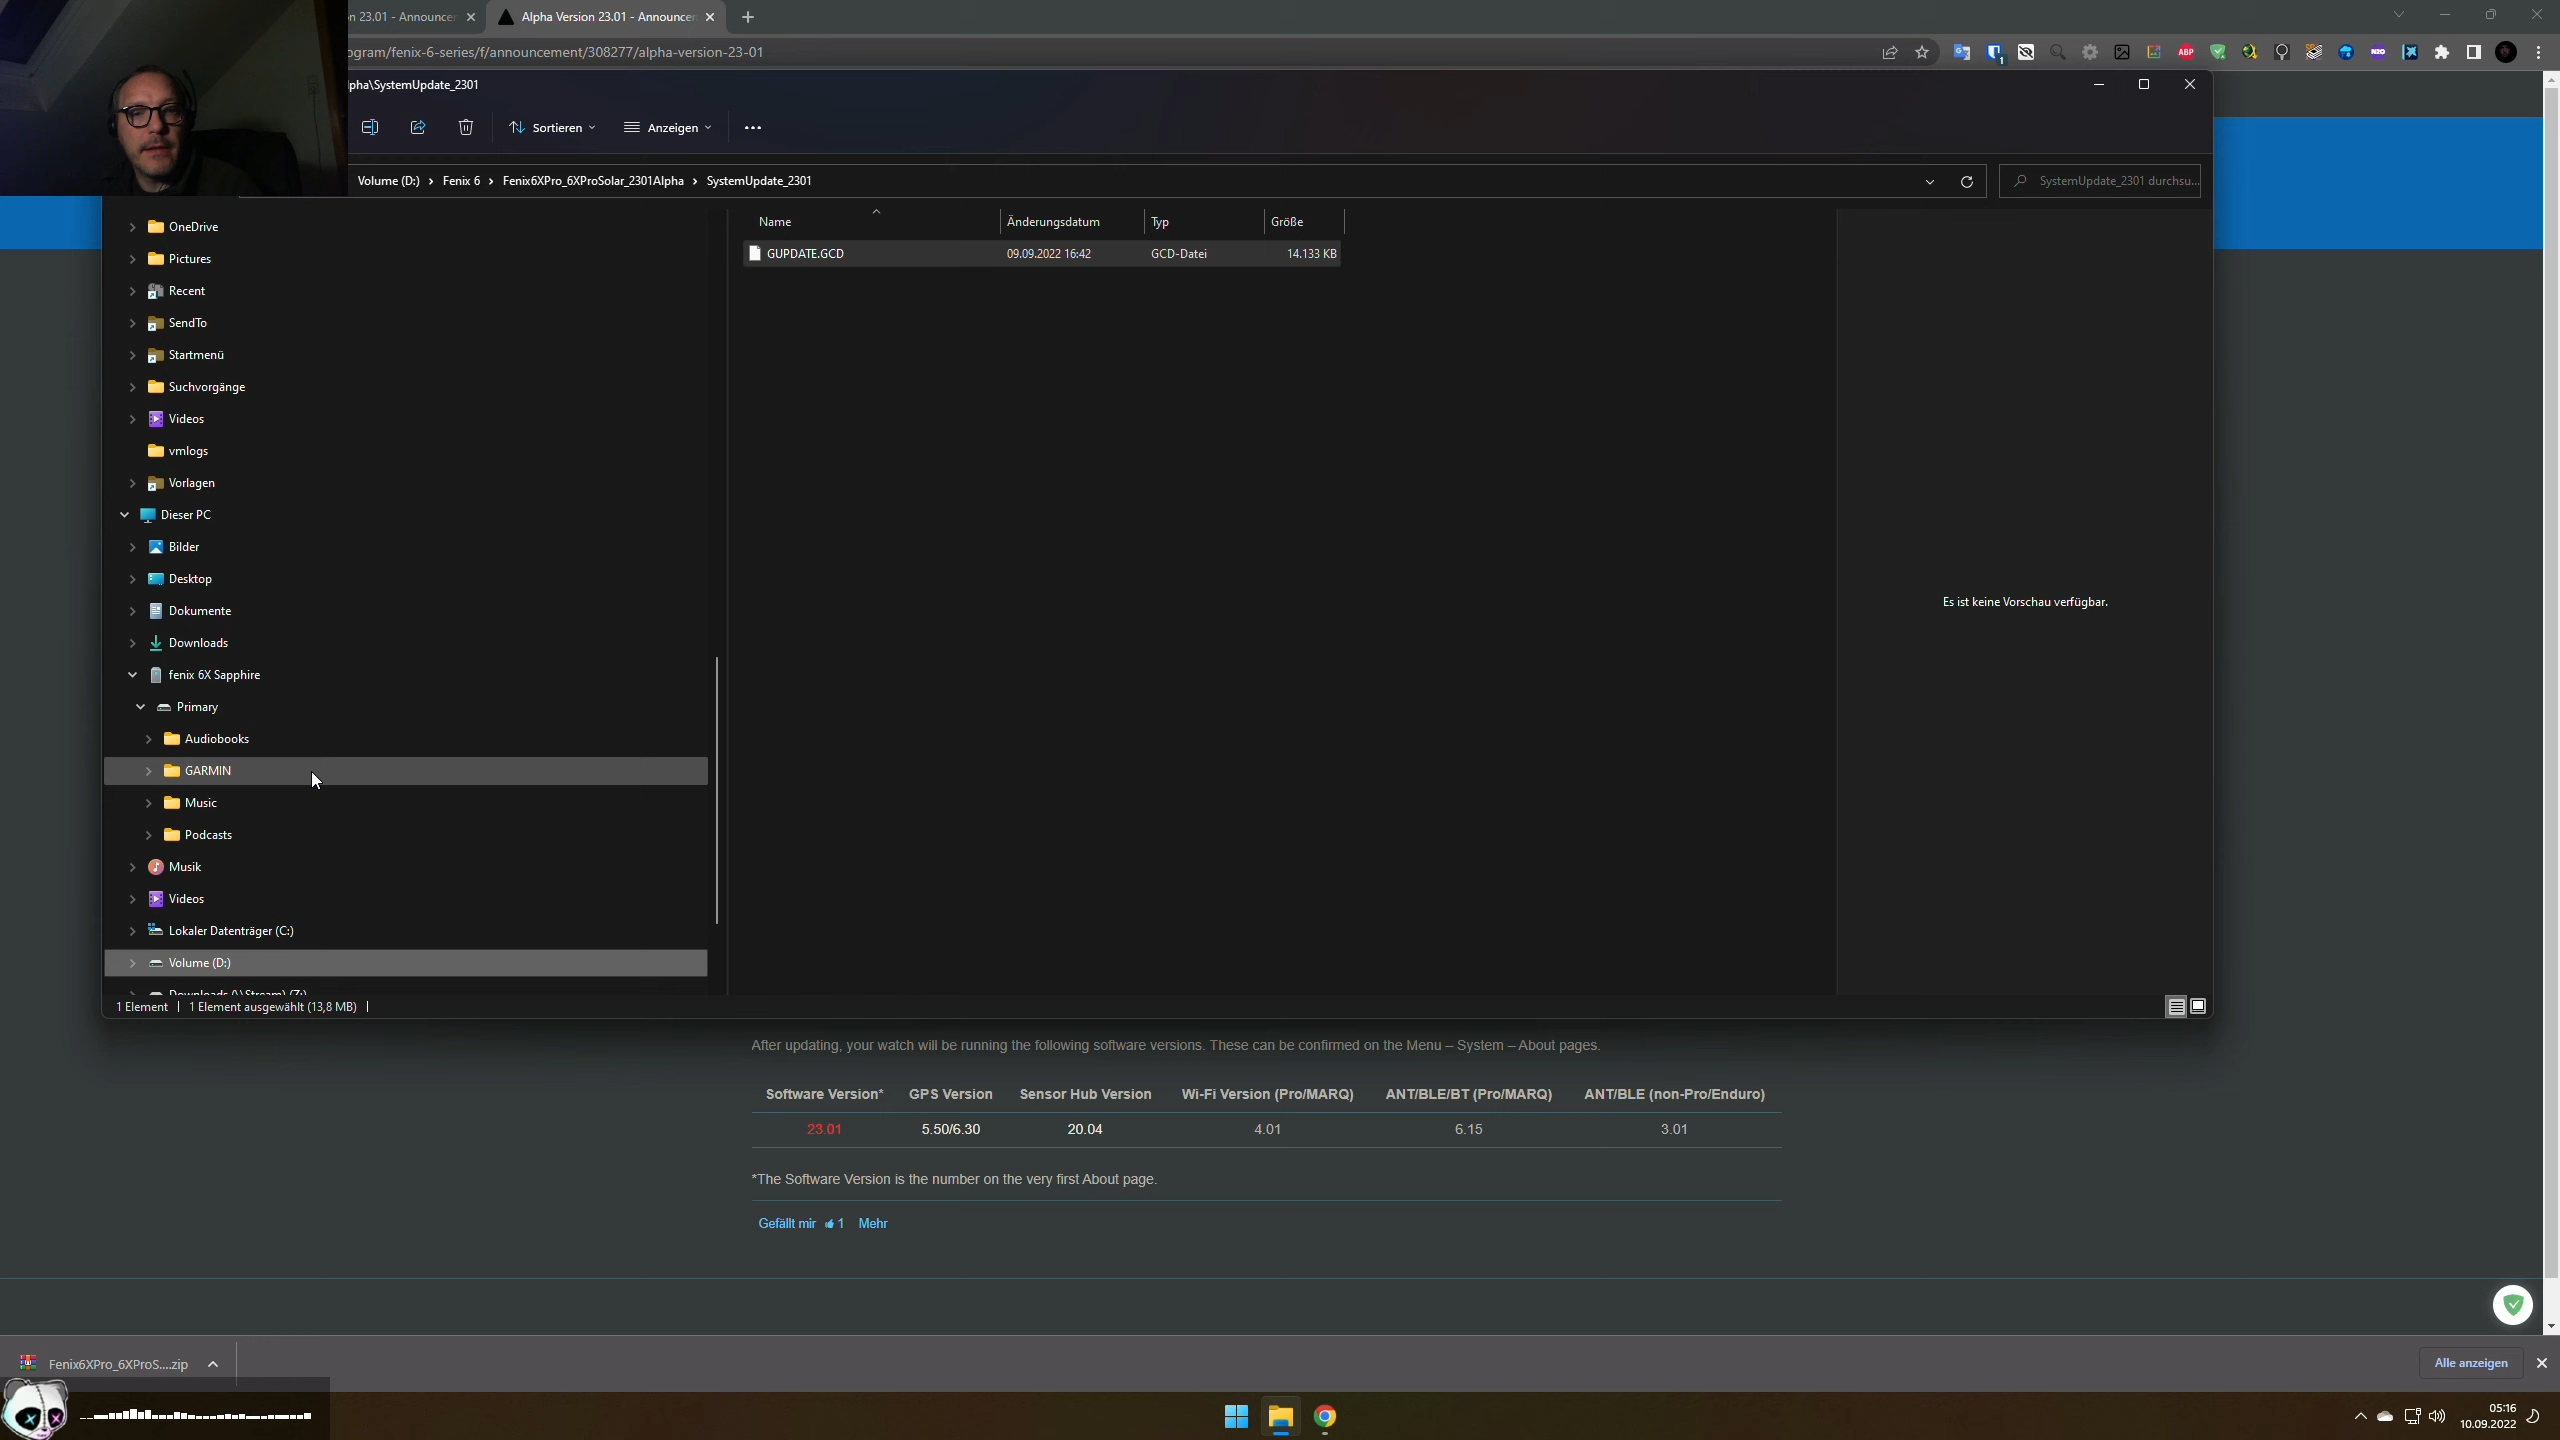 n 23.01 - Announcer
Alpha Version 23.01 - Announcer
ogram/fenix-6-series/f/announcement/308277/alpha-version-23-01
ABP
N2O
1
lpha\SystemUpdate_2301
Sortieren
Anzeigen
Volume (D:) > Fenix 6 > Fenix6XPro_6XProSolar_2301Alpha > SystemUpdate_2301
SystemUpdate_2301 durchsu...
Name
Änderungsdatum
Typ
Größe
GUPDATE.GCD
09.09.2022 16:42
GCD-Datei
14.133 KB
OneDrive
Pictures
Recent
SendTo
Startmenü
Suchvorgänge
Videos
vmlogs
Vorlagen
Dieser PC
Bilder
Desktop
Dokumente
Downloads
fenix 6X Sapphire
Primary
Audiobooks
GARMIN
Music
Podcasts
Musik
Videos
Lokaler Datenträger (C:)
Volume (D:)
Downloads (\\Stream) (Z:)
Es ist keine Vorschau verfügbar.
1 Element
1 Element ausgewählt (13,8 MB)
After updating, your watch will be running the following software versions. These can be confirmed on the Menu – System – About pages.
Software Version* GPS Version Sensor Hub Version Wi-Fi Version (Pro/MARQ) ANT/BLE/BT (Pro/MARQ) ANT/BLE (non-Pro/Enduro)
23.01 5.50/6.30 20.04 4.01 6.15 3.01
*The Software Version is the number on the very first About page.
Gefällt mir 1 Mehr
Fenix6XPro_6XProS....zip
Alle anzeigen
05:16
10.09.2022